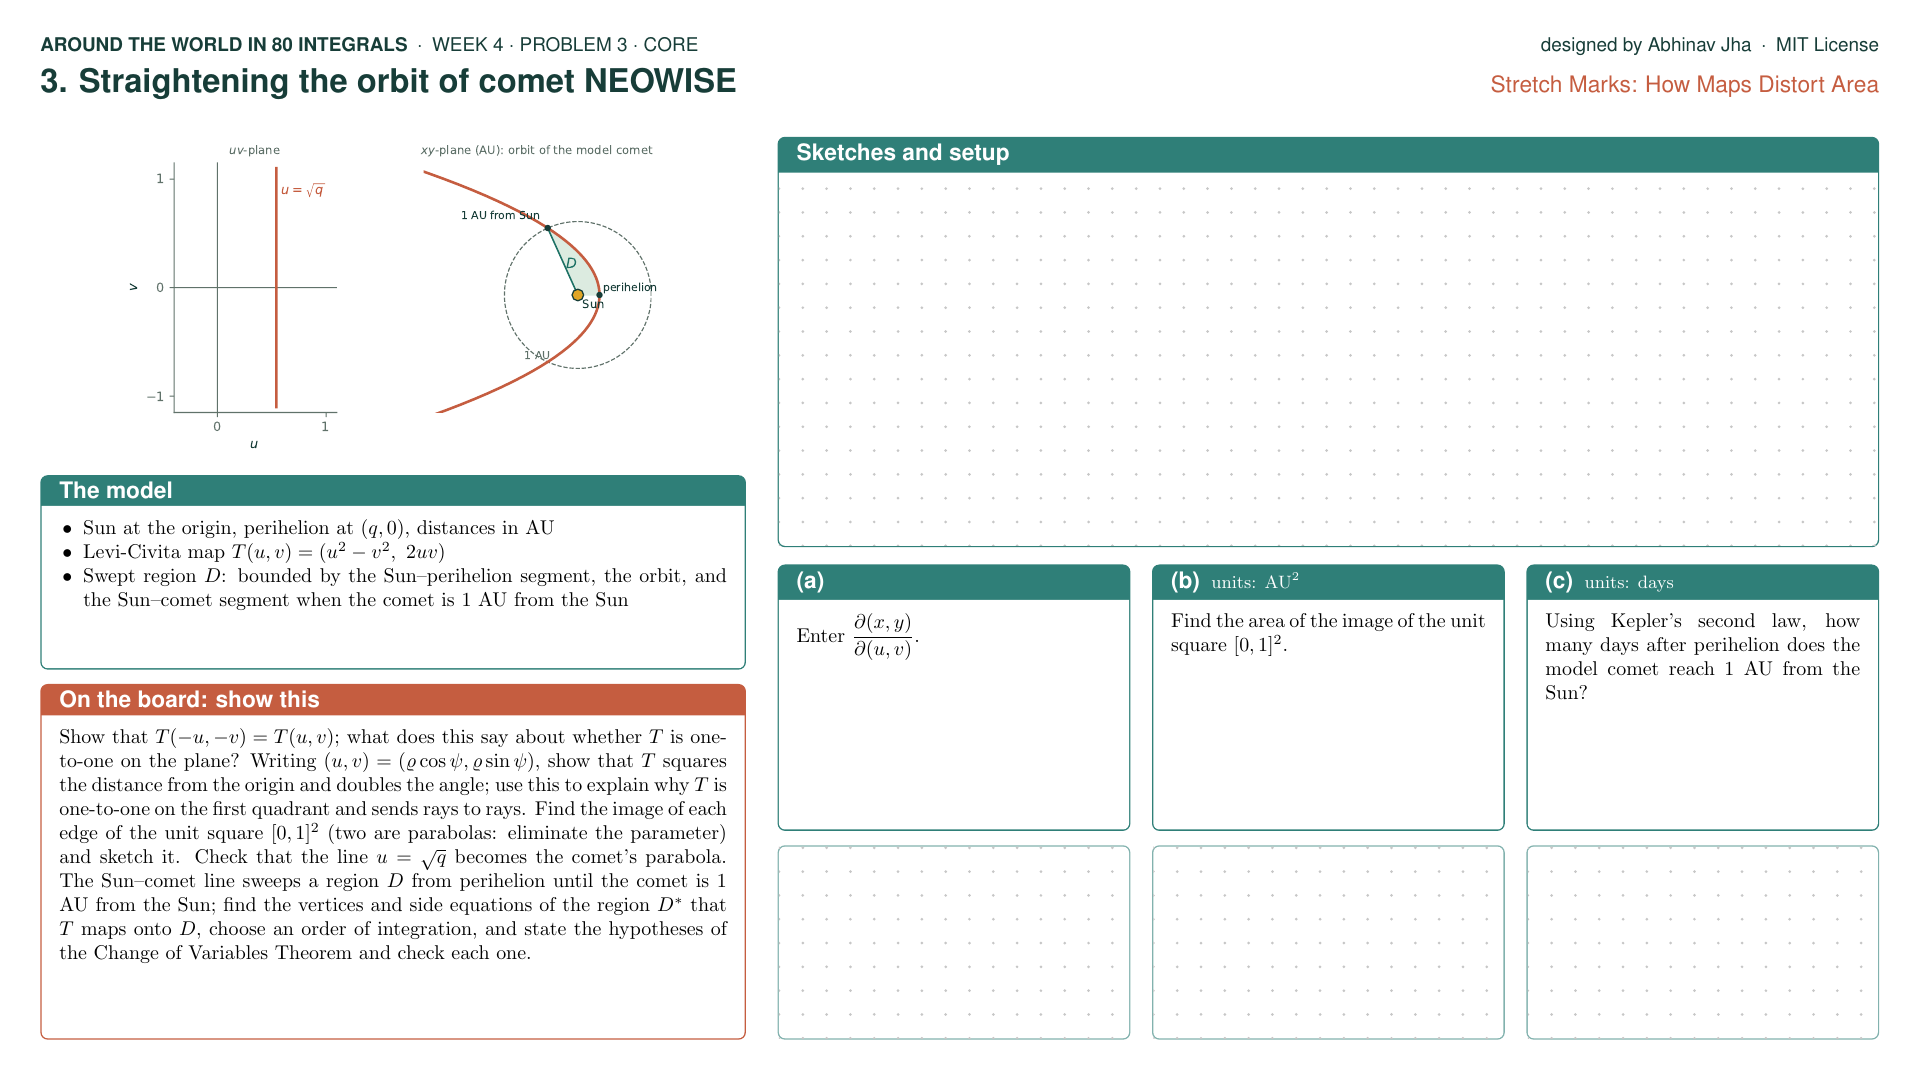 AROUND THE WORLD IN 80 INTEGRALS · WEEK 4 · PROBLEM 3 · CORE
designed by Abhinav Jha · MIT License
3. Straightening the orbit of comet NEOWISE
Stretch Marks: How Maps Distort Area
uv-plane
u = √q
1
0
−1
v
0
1
u
xy-plane (AU): orbit of the model comet
1 AU from Sun
D
perihelion
Sun
1 AU
The model
• Sun at the origin, perihelion at (q, 0), distances in AU
• Levi-Civita map T(u, v) = (u² − v², 2uv)
• Swept region D: bounded by the Sun–perihelion segment, the orbit, and
the Sun–comet segment when the comet is 1 AU from the Sun
On the board: show this
Show that T(−u, −v) = T(u, v); what does this say about whether T is one-
to-one on the plane? Writing (u, v) = (ϱ cos ψ, ϱ sin ψ), show that T squares
the distance from the origin and doubles the angle; use this to explain why T is
one-to-one on the first quadrant and sends rays to rays. Find the image of each
edge of the unit square [0, 1]² (two are parabolas: eliminate the parameter)
and sketch it. Check that the line u = √q becomes the comet's parabola.
The Sun–comet line sweeps a region D from perihelion until the comet is 1
AU from the Sun; find the vertices and side equations of the region D* that
T maps onto D, choose an order of integration, and state the hypotheses of
the Change of Variables Theorem and check each one.
Sketches and setup
(a)
Enter ∂(x, y)/∂(u, v).
(b) units: AU²
Find the area of the image of the unit
square [0, 1]².
(c) units: days
Using Kepler's second law, how
many days after perihelion does the
model comet reach 1 AU from the
Sun?